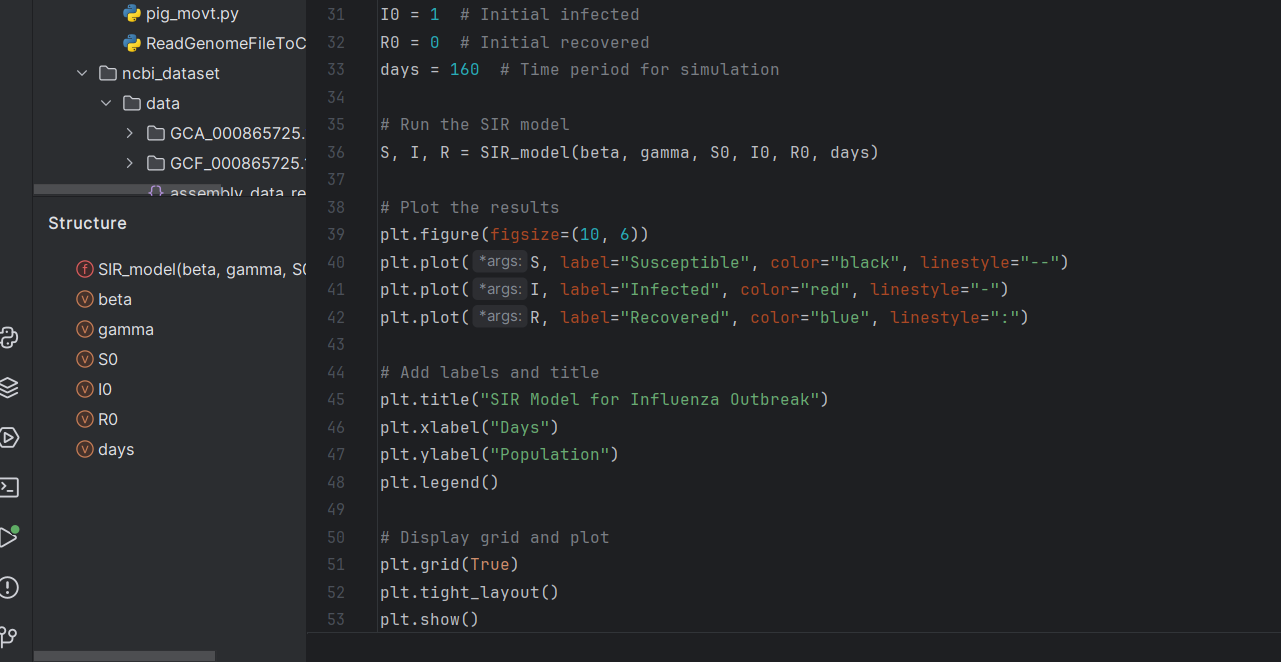 pig_movt.py
ReadGenomeFileToC
ncbi_dataset
data
GCA_000865725.
GCF_000865725.
assembly_data_re
Structure
SIR_model(beta, gamma, S0
beta
gamma
S0
I0
R0
days
31 I0 = 1  # Initial infected
32 R0 = 0  # Initial recovered
33 days = 160  # Time period for simulation
34
35 # Run the SIR model
36 S, I, R = SIR_model(beta, gamma, S0, I0, R0, days)
37
38 # Plot the results
39 plt.figure(figsize=(10, 6))
40 plt.plot( *args: S, label="Susceptible", color="black", linestyle="--")
41 plt.plot( *args: I, label="Infected", color="red", linestyle="-")
42 plt.plot( *args: R, label="Recovered", color="blue", linestyle=":")
43
44 # Add labels and title
45 plt.title("SIR Model for Influenza Outbreak")
46 plt.xlabel("Days")
47 plt.ylabel("Population")
48 plt.legend()
49
50 # Display grid and plot
51 plt.grid(True)
52 plt.tight_layout()
53 plt.show()